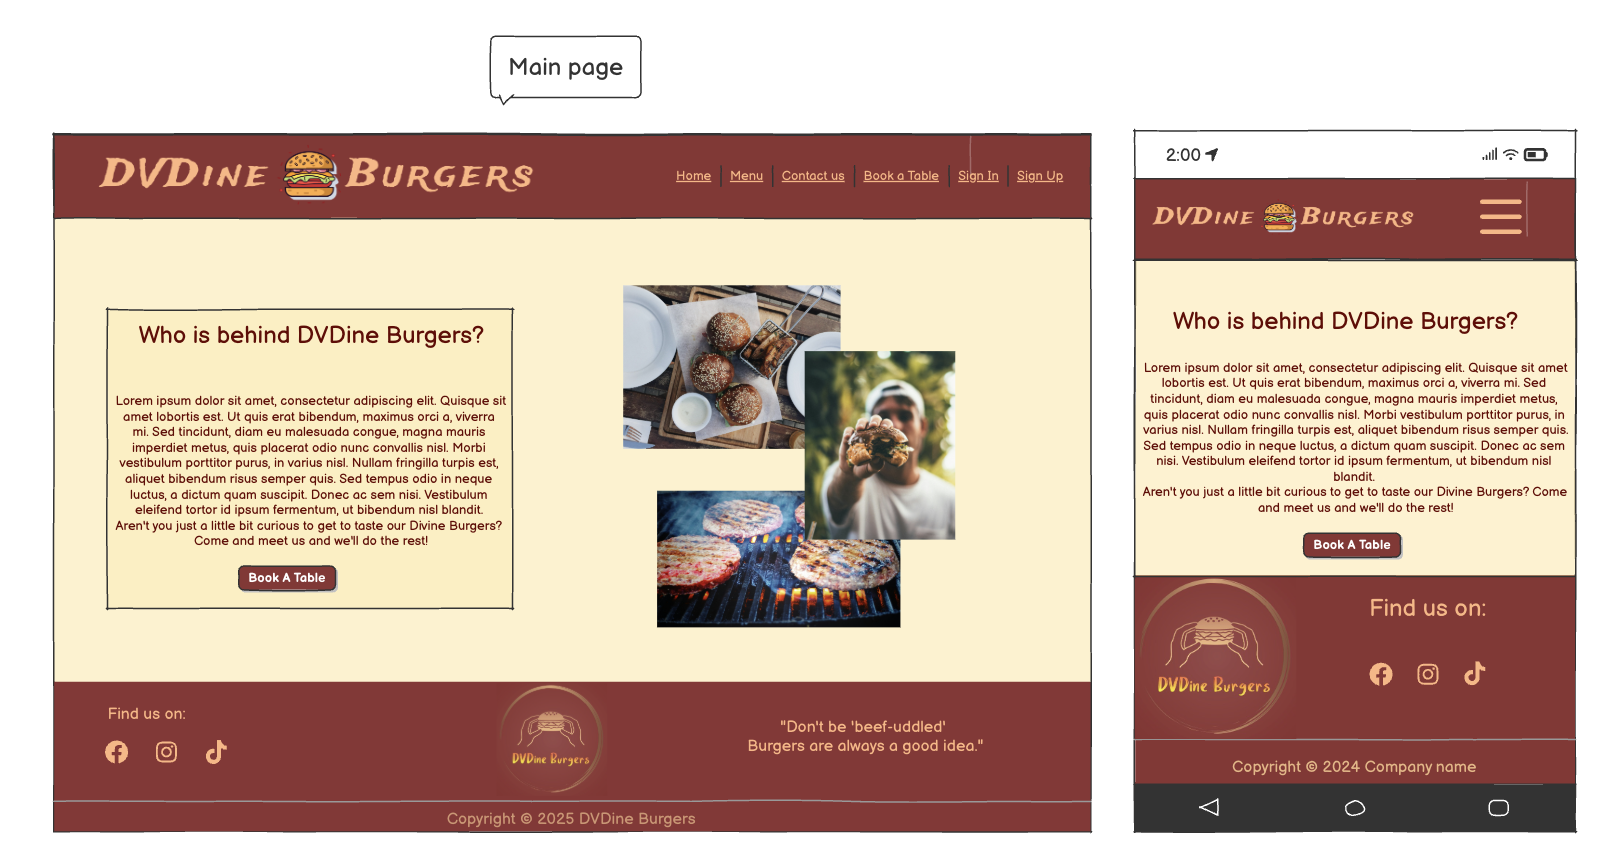 Main page
DVDine Burgers
Home Menu Contact us Book a Table Sign In Sign Up
Who is behind DVDine Burgers?
Lorem ipsum dolor sit amet, consectetur adipiscing elit. Quisque sit
amet lobortis est. Ut quis erat bibendum, maximus orci a, viverra
mi. Sed tincidunt, diam eu malesuada congue, magna mauris
imperdiet metus, quis placerat odio nunc convallis nisl. Morbi
vestibulum porttitor purus, in varius nisl. Nullam fringilla turpis est,
aliquet bibendum risus semper quis. Sed tempus odio in neque
luctus, a dictum quam suscipit. Donec ac sem nisi. Vestibulum
eleifend tortor id ipsum fermentum, ut bibendum nisl blandit.
Aren't you just a little bit curious to get to taste our Divine Burgers?
Come and meet us and we'll do the rest!
Book A Table
Find us on:
DVDine Burgers
"Don't be 'beef-uddled'
Burgers are always a good idea."
Copyright © 2025 DVDine Burgers
2:00
DVDine Burgers
Who is behind DVDine Burgers?
Lorem ipsum dolor sit amet, consectetur adipiscing elit. Quisque sit amet
lobortis est. Ut quis erat bibendum, maximus orci a, viverra mi. Sed
tincidunt, diam eu malesuada congue, magna mauris imperdiet metus,
quis placerat odio nunc convallis nisl. Morbi vestibulum porttitor purus, in
varius nisl. Nullam fringilla turpis est, aliquet bibendum risus semper quis.
Sed tempus odio in neque luctus, a dictum quam suscipit. Donec ac sem
nisi. Vestibulum eleifend tortor id ipsum fermentum, ut bibendum nisl
blandit.
Aren't you just a little bit curious to get to taste our Divine Burgers? Come
and meet us and we'll do the rest!
Book A Table
DVDine Burgers
Find us on:
Copyright © 2024 Company name